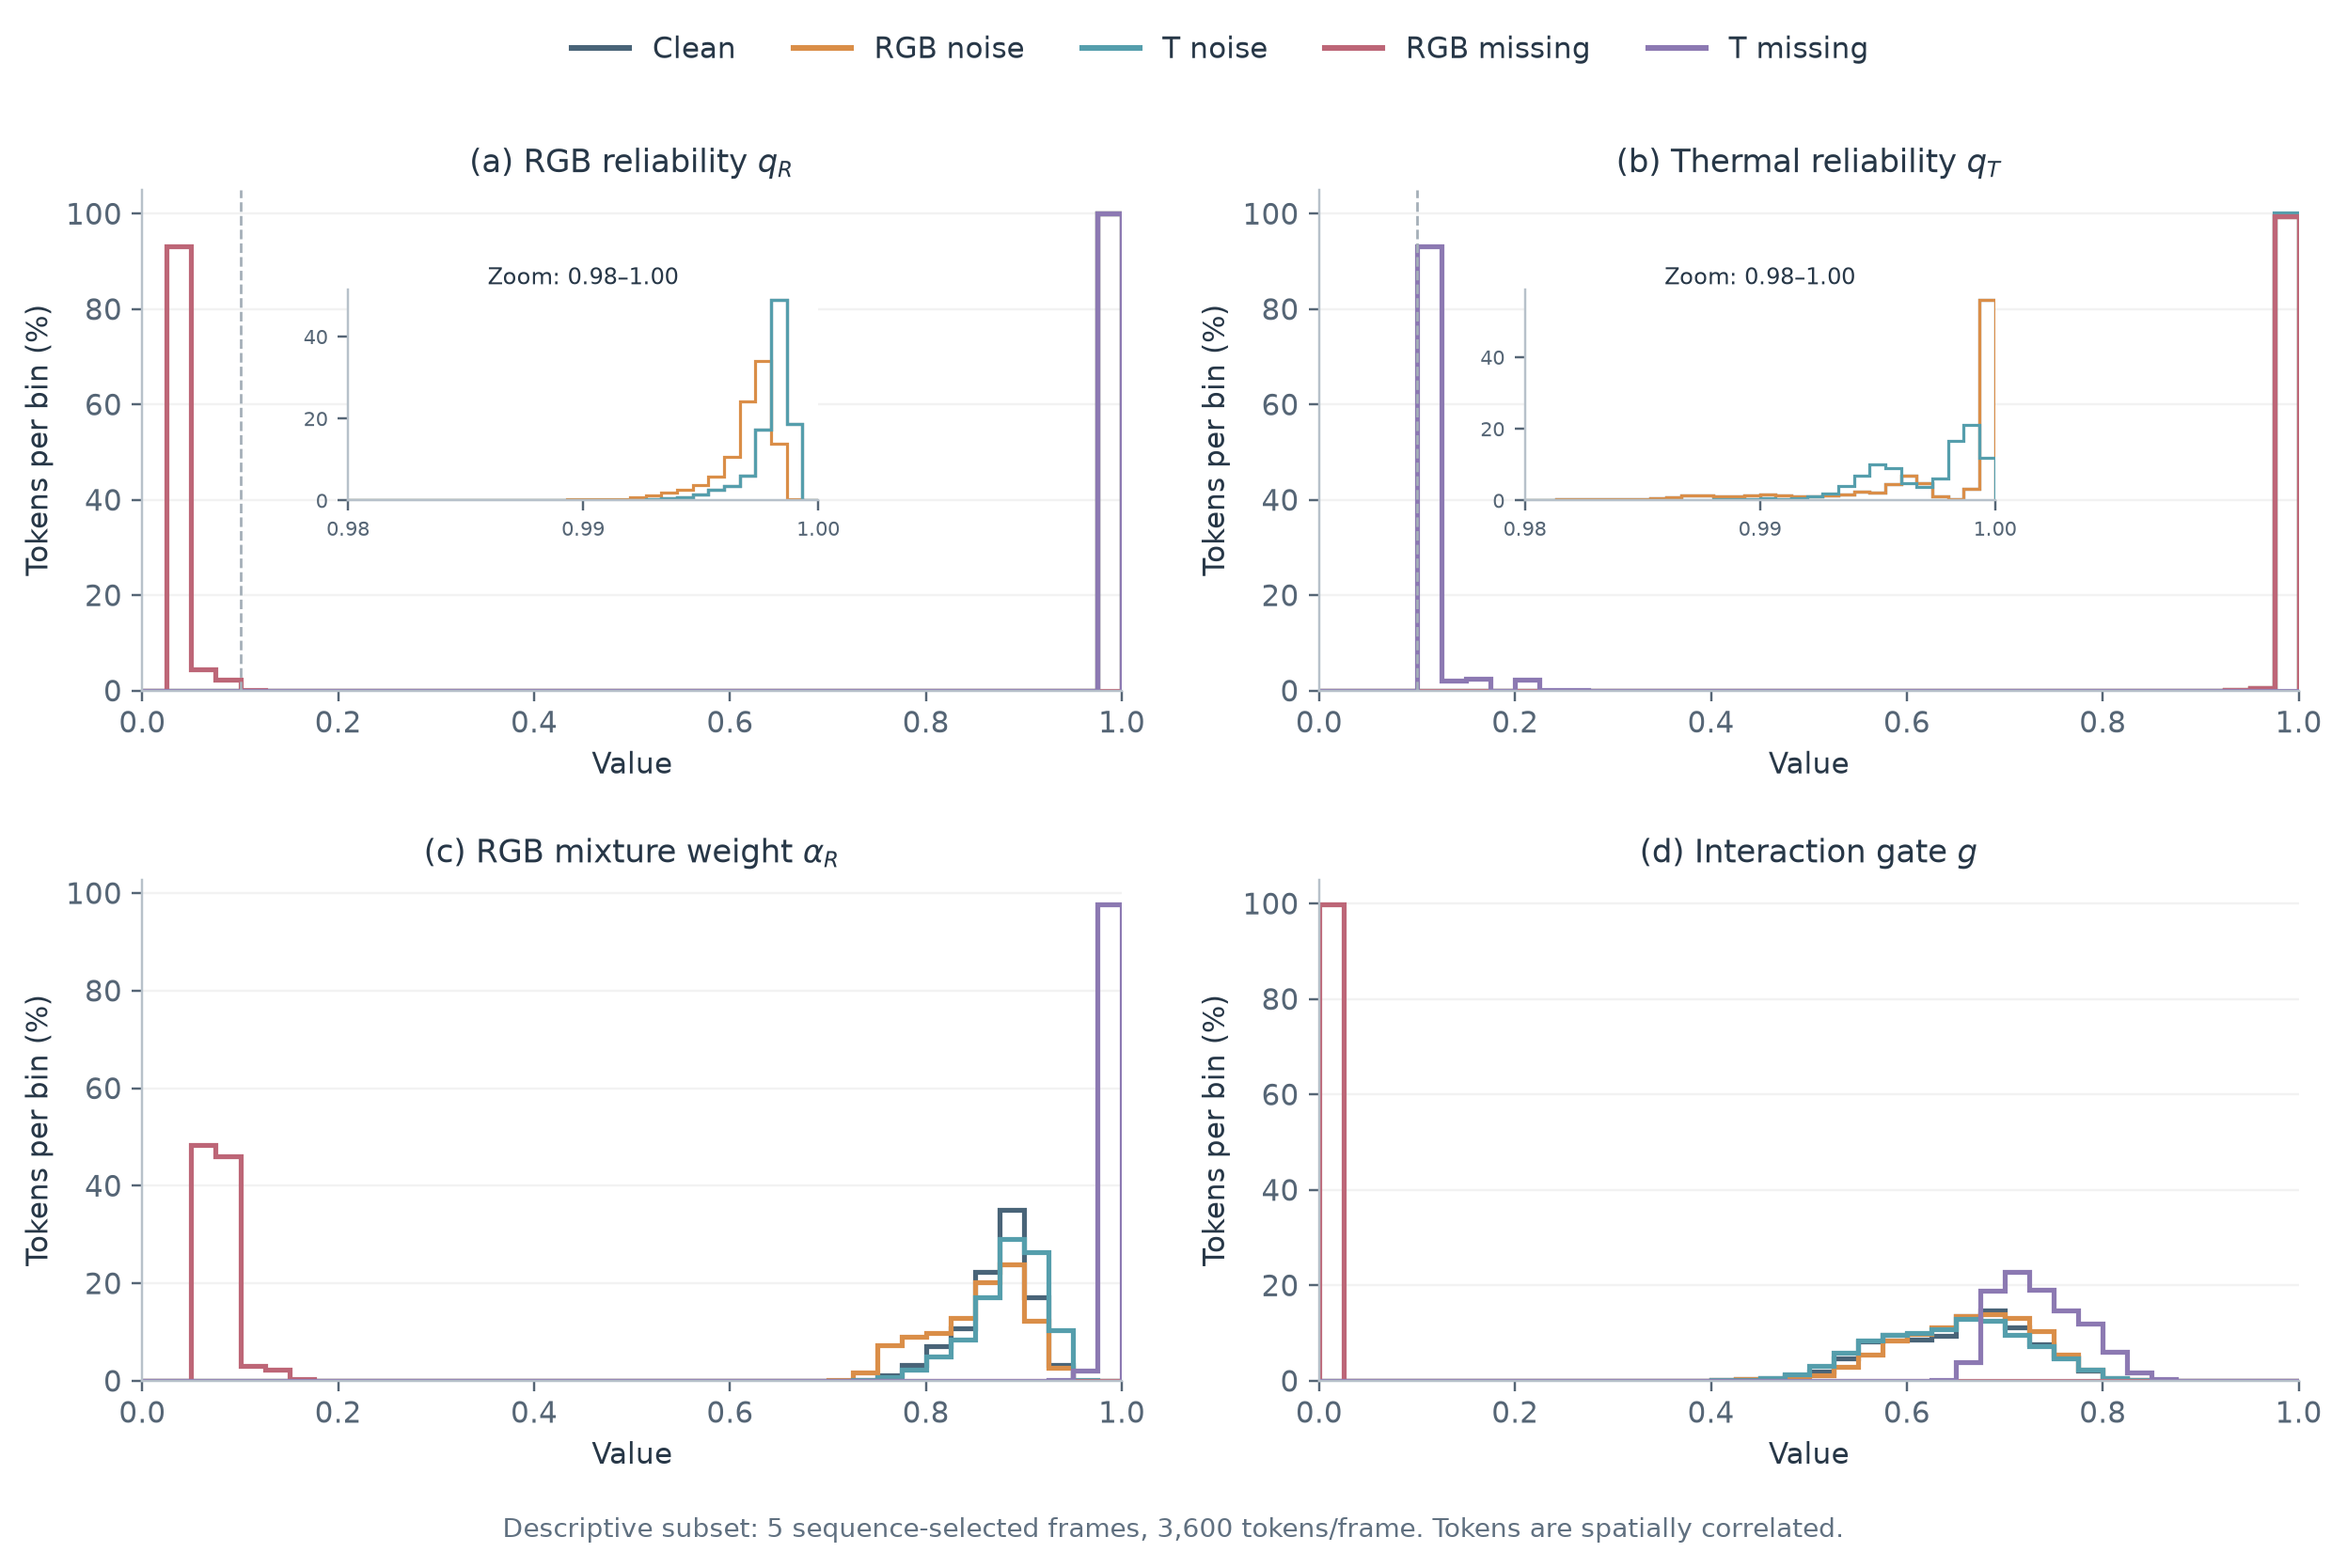 Clean RGB noise T noise RGB missing T missing
(a) RGB reliability q_R
Tokens per bin (%)
100
80
60
40
20
0
Zoom: 0.98–1.00
40
20
0
0.98 0.99 1.00
0.0 0.2 0.4 0.6 0.8 1.0
Value
(b) Thermal reliability q_T
Tokens per bin (%)
100
80
60
40
20
0
Zoom: 0.98–1.00
40
20
0
0.98 0.99 1.00
0.0 0.2 0.4 0.6 0.8 1.0
Value
(c) RGB mixture weight α_R
Tokens per bin (%)
100
80
60
40
20
0
0.0 0.2 0.4 0.6 0.8 1.0
Value
(d) Interaction gate g
Tokens per bin (%)
100
80
60
40
20
0
0.0 0.2 0.4 0.6 0.8 1.0
Value
Descriptive subset: 5 sequence-selected frames, 3,600 tokens/frame. Tokens are spatially correlated.